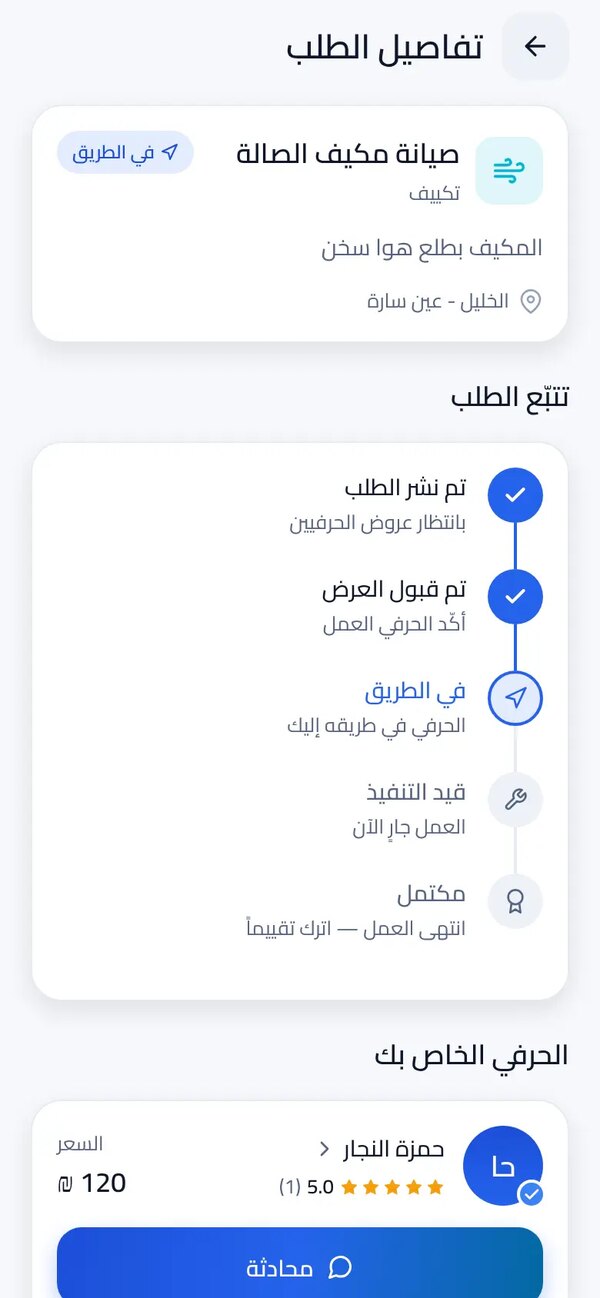 تفاصيل الطلب
صيانة مكيف الصالة
في الطريق
تكييف
المكيف بطلع هوا سخن
الخليل - عين سارة
تتبّع الطلب
تم نشر الطلب
بانتظار عروض الحرفيين
تم قبول العرض
أكّد الحرفي العمل
في الطريق
الحرفي في طريقه إليك
قيد التنفيذ
العمل جارٍ الآن
مكتمل
انتهى العمل — اترك تقييماً
الحرفي الخاص بك
حا
حمزة النجار
السعر
5.0 (1)
120 ₪
محادثة